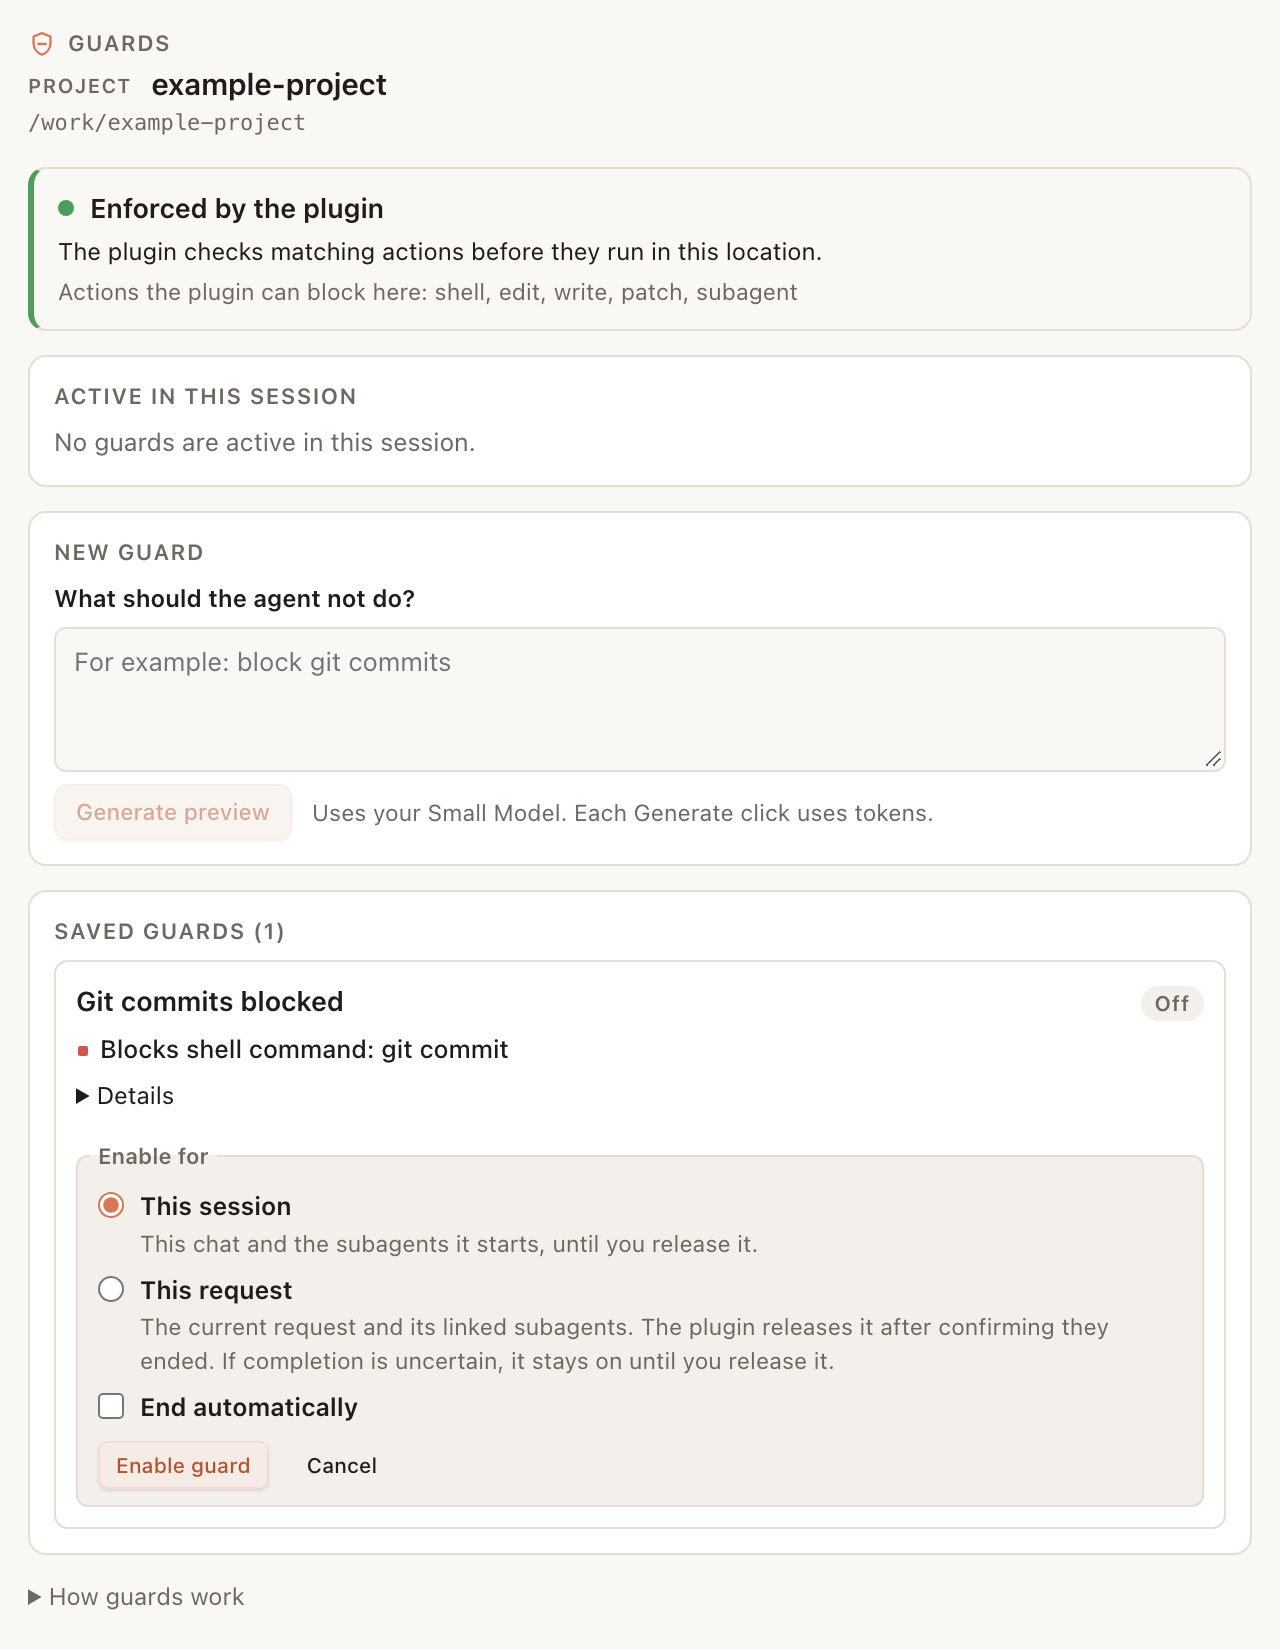 GUARDS
PROJECT example-project
/work/example-project
Enforced by the plugin
The plugin checks matching actions before they run in this location.
Actions the plugin can block here: shell, edit, write, patch, subagent
ACTIVE IN THIS SESSION
No guards are active in this session.
NEW GUARD
What should the agent not do?
For example: block git commits
Generate preview Uses your Small Model. Each Generate click uses tokens.
SAVED GUARDS (1)
Git commits blocked Off
Blocks shell command: git commit
Details
Enable for
This session
This chat and the subagents it starts, until you release it.
This request
The current request and its linked subagents. The plugin releases it after confirming they
ended. If completion is uncertain, it stays on until you release it.
End automatically
Enable guard Cancel
How guards work